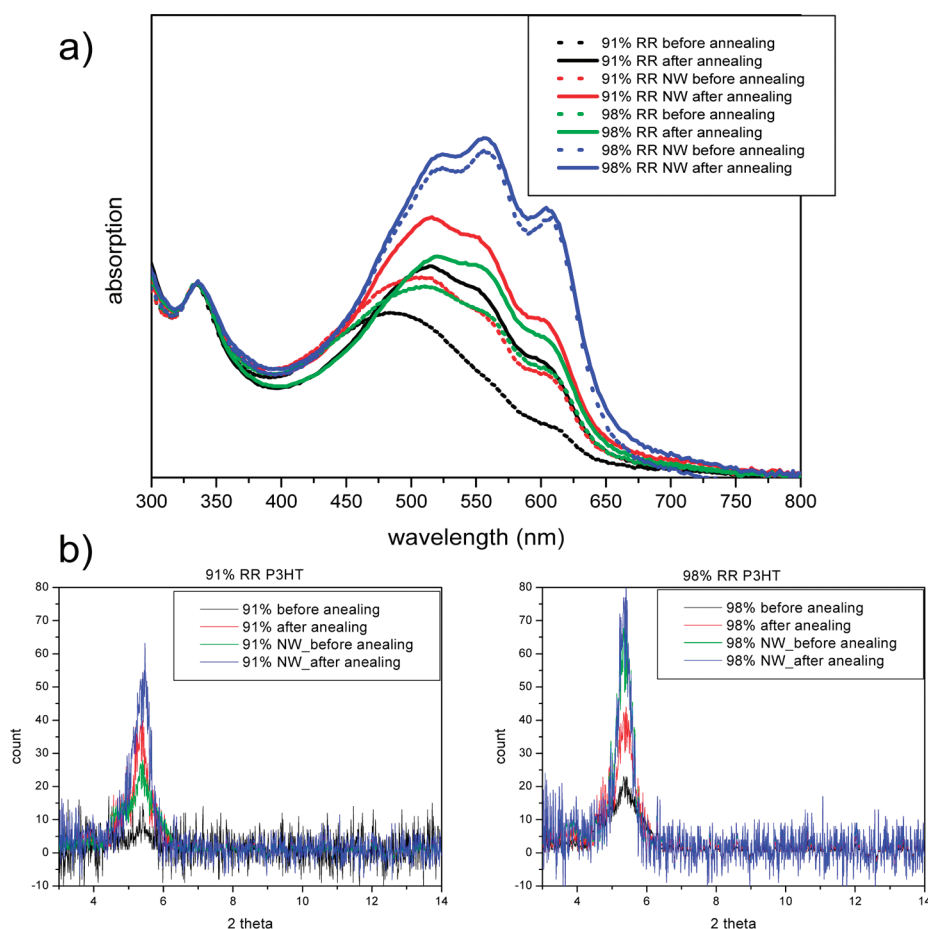 a)
91% RR before annealing
91% RR after annealing
91% RR NW before annealing
91% RR NW after annealing
98% RR before annealing
98% RR after annealing
98% RR NW before annealing
98% RR NW after annealing
absorption
300 350 400 450 500 550 600 650 700 750 800
wavelength (nm)
b)
91% RR P3HT
80
70
60
50
40
30
20
10
0
-10
count
91% before anealing
91% after anealing
91% NW_before anealing
91% NW_after anealing
4 6 8 10 12 14
2 theta
98% RR P3HT
80
70
60
50
40
30
20
10
0
-10
count
98% before anealing
98% after anealing
98% NW_before anealing
98% NW_after anealing
4 6 8 10 12 14
2 theta